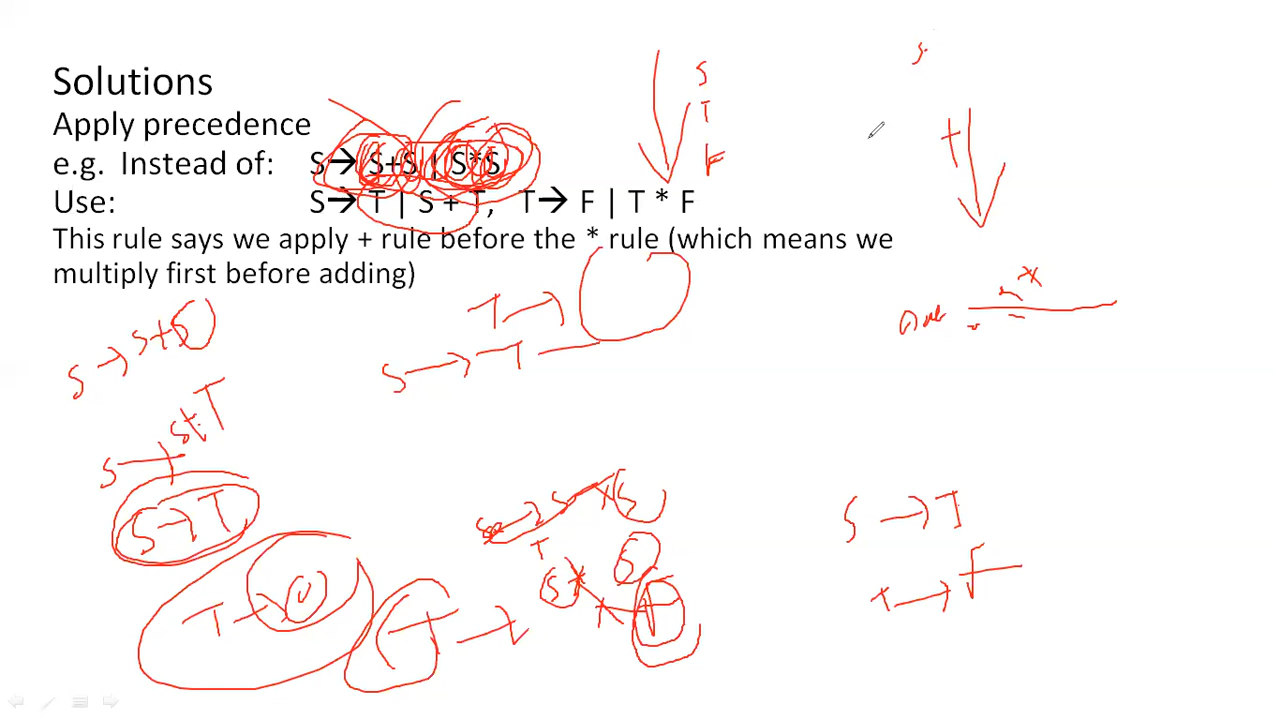 Solutions
Apply precedence
e.g. Instead of: S→ S+S | S*S
Use: S→ T | S + T, T→ F | T * F
This rule says we apply + rule before the * rule (which means we
multiply first before adding)
S
T
F
S
+
*
T →
S → T
S → S+S
S → S+T
S → T
S → T
T → F